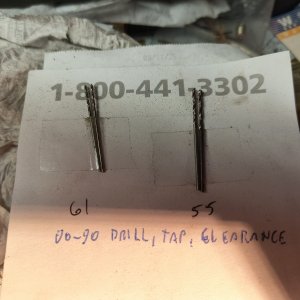 1-800-441-3302
61 55
00-90 DRILL, TAP, CLEARANCE